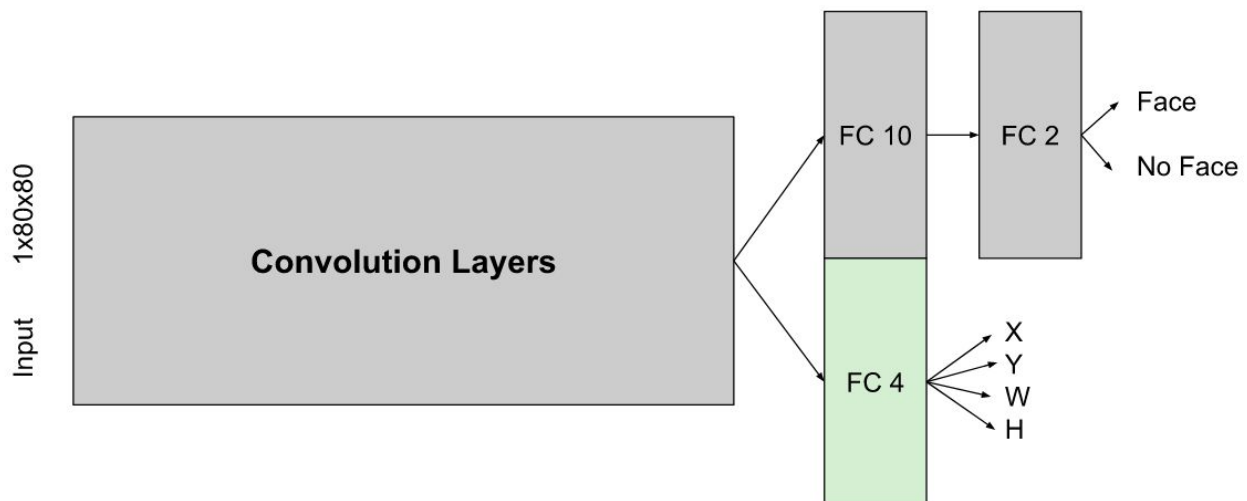 Input 1x80x80
Convolution Layers
FC 10
FC 2
Face
No Face
FC 4
X
Y
W
H